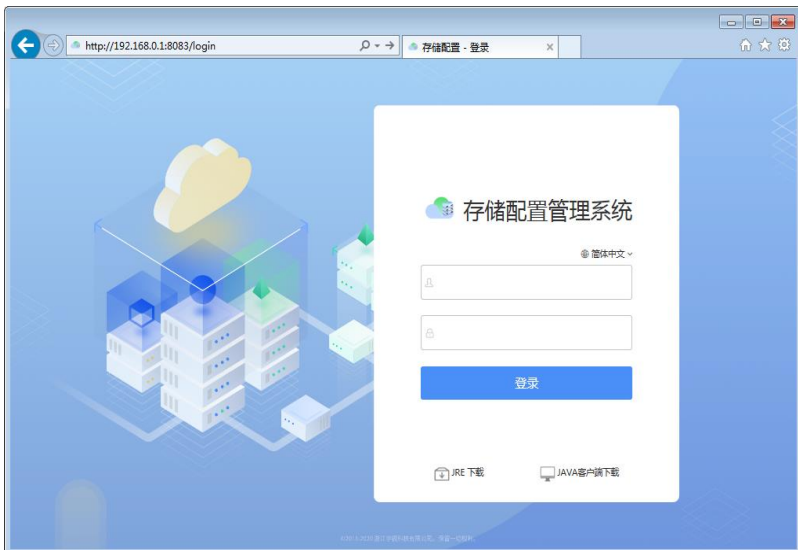 http://192.168.0.1:8083/login
存储配置 - 登录
存储配置管理系统
简体中文
登录
JRE 下载
JAVA客户端下载